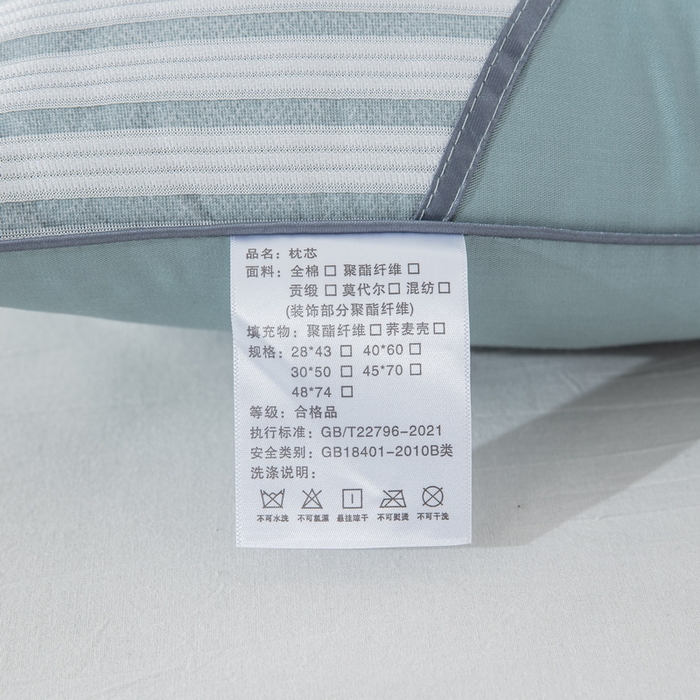 品名：枕芯
面料：全棉 □ 聚酯纤维 □
贡缎 □ 莫代尔 □ 混纺 □
(装饰部分聚酯纤维)
填充物：聚酯纤维 □ 荞麦壳 □
规格：28*43 □ 40*60 □
30*50 □ 45*70 □
48*74 □
等级：合格品
执行标准：GB/T22796-2021
安全类别：GB18401-2010B类
洗涤说明：
不可水洗 不可氯漂 悬挂晾干 不可熨烫 不可干洗